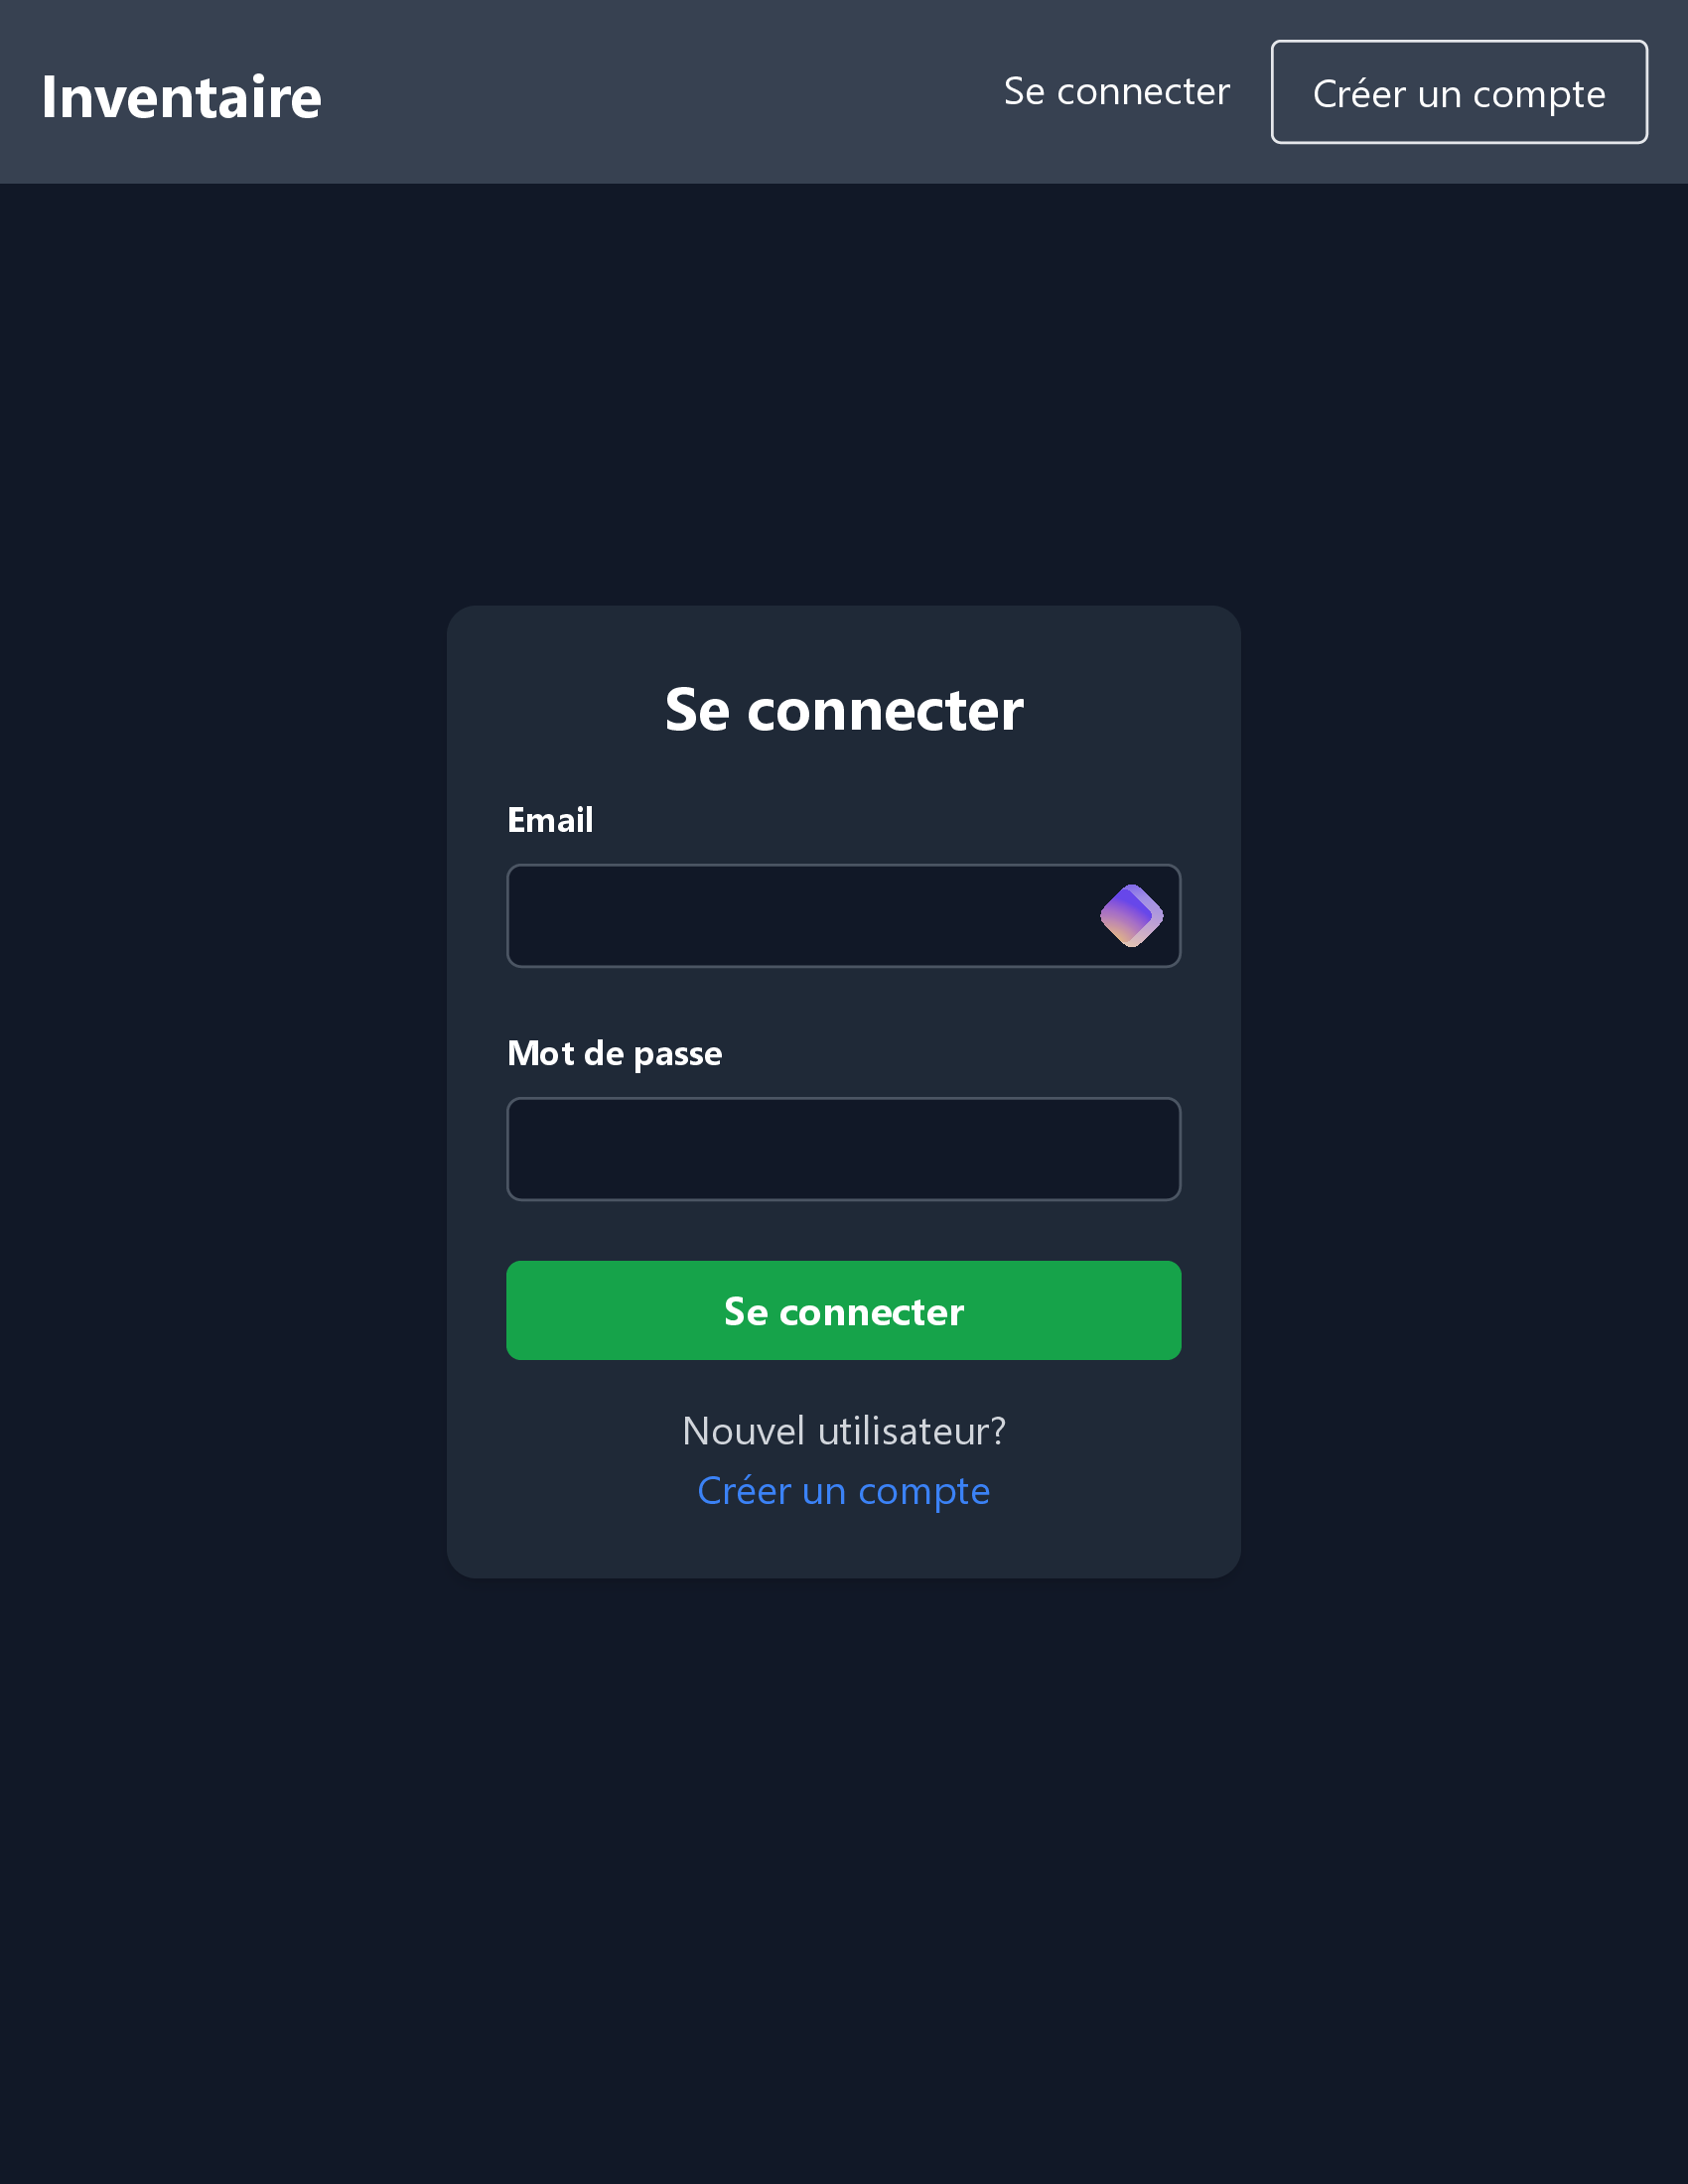 Inventaire
Se connecter
Créer un compte
Se connecter
Email
Mot de passe
Se connecter
Nouvel utilisateur?
Créer un compte